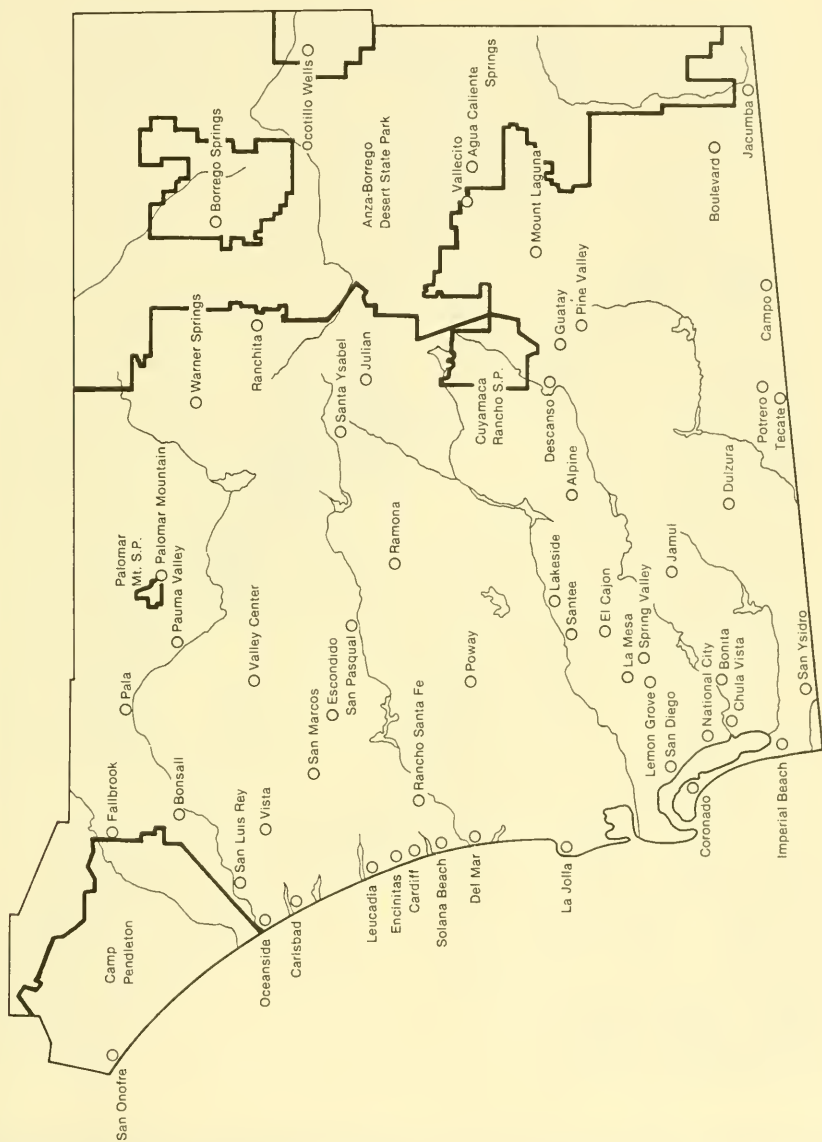 San Onofre
Camp
Pendleton
Fallbrook
Pala
Palomar
Mt. S.P.
Palomar Mountain
Pauma Valley
Bonsall
San Luis Rey
Oceanside
Vista
Carlsbad
Valley Center
Warner Springs
Ranchita
Borrego Springs
Ocotillo Wells
San Marcos
Escondido
San Pasqual
Santa Ysabel
Julian
Anza-Borrego
Desert State Park
Leucadia
Encinitas
Cardiff
Rancho Santa Fe
Solana Beach
Del Mar
Ramona
Poway
Cuyamaca
Rancho S.P.
Vallecito
Agua Caliente
Springs
Mount Laguna
La Jolla
Lakeside
Santee
El Cajon
Alpine
Descanso
Guatay
Pine Valley
La Mesa
Spring Valley
Lemon Grove
San Diego
Coronado
National City
Bonita
Chula Vista
Jamul
Dulzura
Potrero
Tecate
Campo
Boulevard
Jacumba
Imperial Beach
San Ysidro